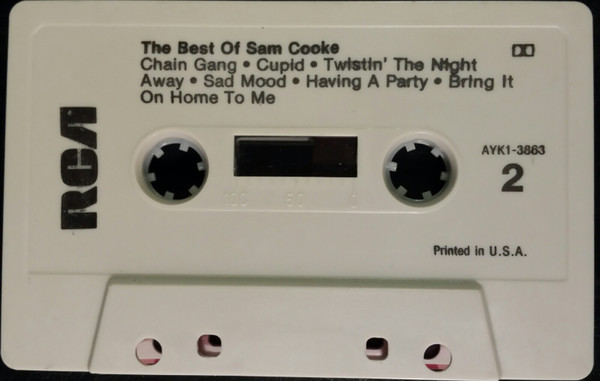 The Best Of Sam Cooke
Chain Gang • Cupid • Twistin' The Night
Away • Sad Mood • Having A Party • Bring It
On Home To Me
RCA
AYK1-3863
2
100 50 0
Printed in U.S.A.